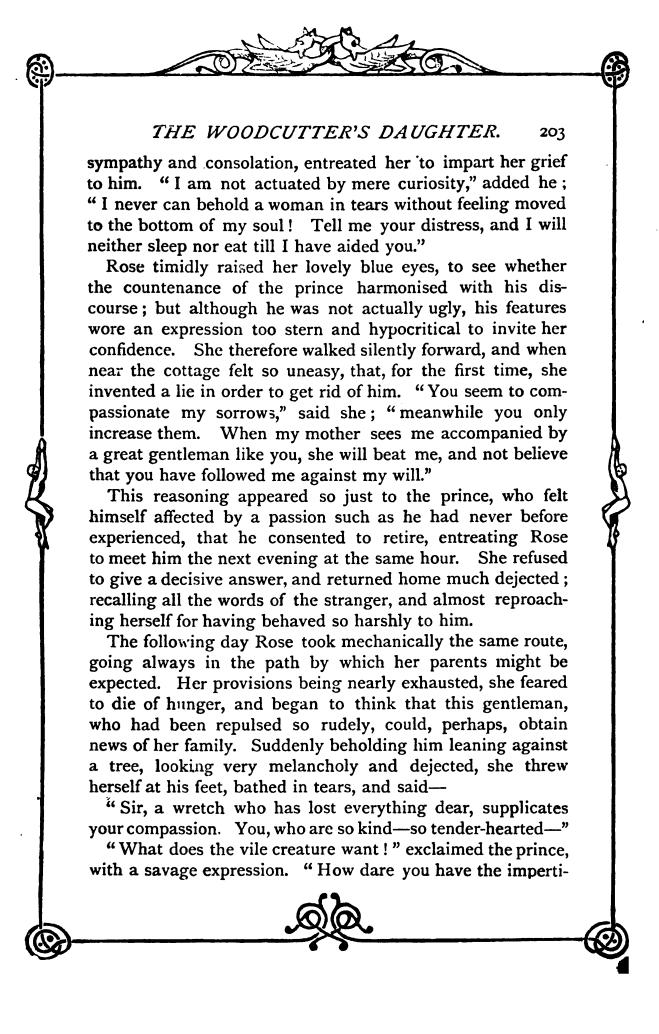 THE WOODCUTTER'S DAUGHTER. 203
sympathy and consolation, entreated her to impart her grief
to him. “ I am not actuated by mere curiosity,” added he ;
“ I never can behold a woman in tears without feeling moved
to the bottom of my soul ! Tell me your distress, and I will
neither sleep nor eat till I have aided you.”
Rose timidly raised her lovely blue eyes, to see whether
the countenance of the prince harmonised with his dis-
course ; but although he was not actually ugly, his features
wore an expression too stern and hypocritical to invite her
confidence. She therefore walked silently forward, and when
near the cottage felt so uneasy, that, for the first time, she
invented a lie in order to get rid of him. “ You seem to com-
passionate my sorrows,” said she ; “ meanwhile you only
increase them. When my mother sees me accompanied by
a great gentleman like you, she will beat me, and not believe
that you have followed me against my will.”
This reasoning appeared so just to the prince, who felt
himself affected by a passion such as he had never before
experienced, that he consented to retire, entreating Rose
to meet him the next evening at the same hour. She refused
to give a decisive answer, and returned home much dejected ;
recalling all the words of the stranger, and almost reproach-
ing herself for having behaved so harshly to him.
The following day Rose took mechanically the same route,
going always in the path by which her parents might be
expected. Her provisions being nearly exhausted, she feared
to die of hunger, and began to think that this gentleman,
who had been repulsed so rudely, could, perhaps, obtain
news of her family. Suddenly beholding him leaning against
a tree, looking very melancholy and dejected, she threw
herself at his feet, bathed in tears, and said—
“ Sir, a wretch who has lost everything dear, supplicates
your compassion. You, who are so kind—so tender-hearted—”
“ What does the vile creature want ! ” exclaimed the prince,
with a savage expression. “ How dare you have the imperti-